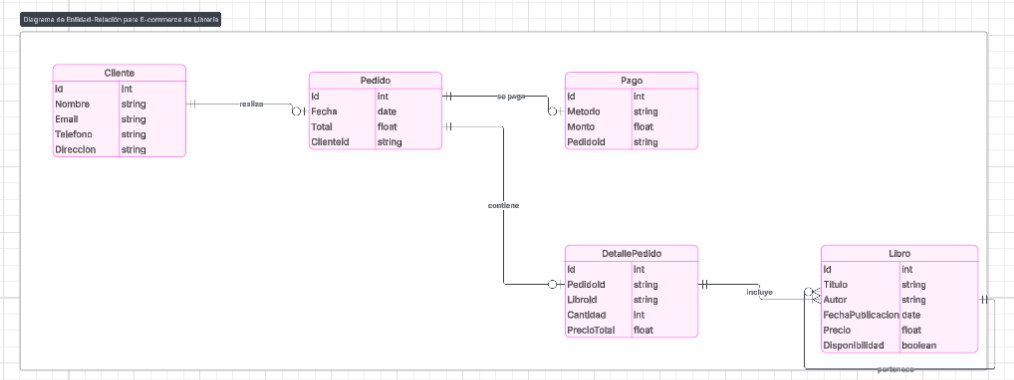 Diagrama de Entidad-Relación para E-commerce de Librería
Cliente
Id int
Nombre string
Email string
Telefono string
Direccion string
realiza
Pedido
Id int
Fecha date
Total float
ClienteId string
se paga
Pago
Id int
Metodo string
Monto float
PedidoId string
contiene
DetallePedido
Id int
PedidoId string
LibroId string
Cantidad int
PrecioTotal float
incluye
Libro
Id int
Titulo string
Autor string
FechaPublicacion date
Precio float
Disponibilidad boolean
pertenece